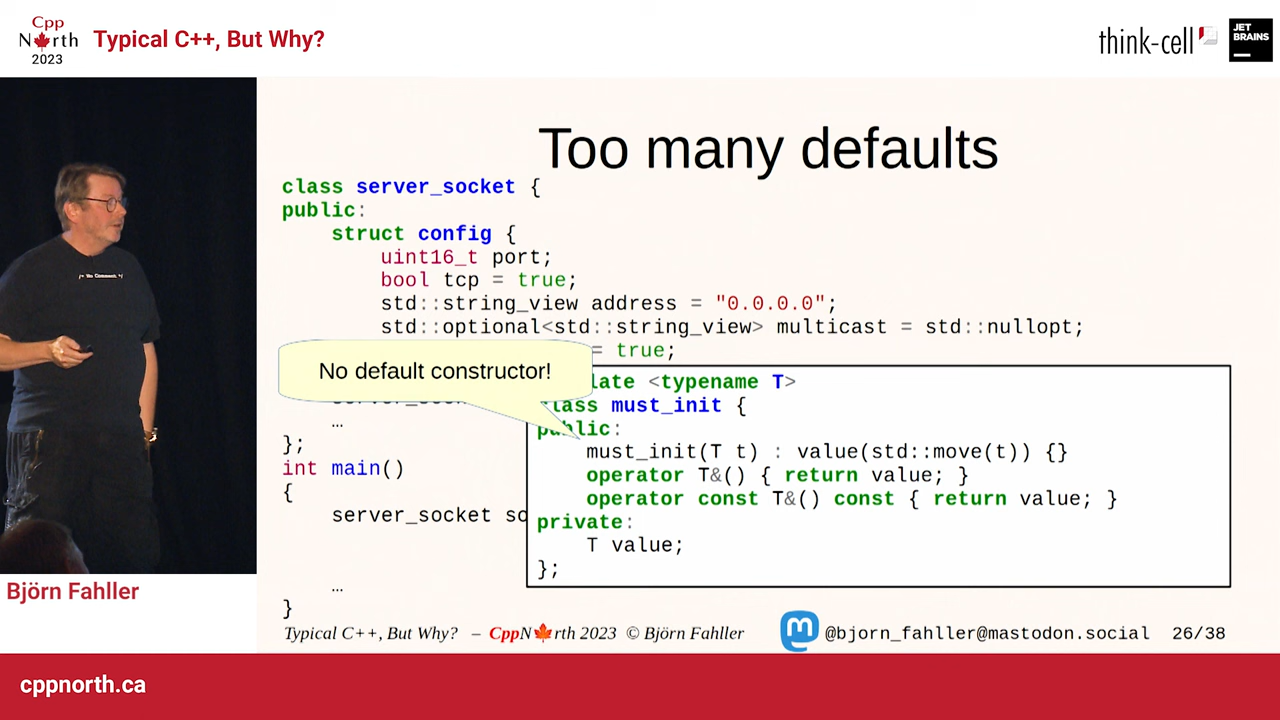 Cpp
North
2023
Typical C++, But Why?
think-cell
JET
BRAINS
Too many defaults
class server_socket {
public:
struct config {
uint16_t port;
bool tcp = true;
std::string_view address = "0.0.0.0";
std::optional<std::string_view> multicast = std::nullopt;
= true;
No default constructor!
…
};
int main()
{
server_socket so
…
}
late <typename T>
class must_init {
public:
must_init(T t) : value(std::move(t)) {}
operator T&() { return value; }
operator const T&() const { return value; }
private:
T value;
};
/* No Comment. */
Björn Fahller
Typical C++, But Why? – CppNorth 2023 © Björn Fahller
@bjorn_fahller@mastodon.social 26/38
cppnorth.ca